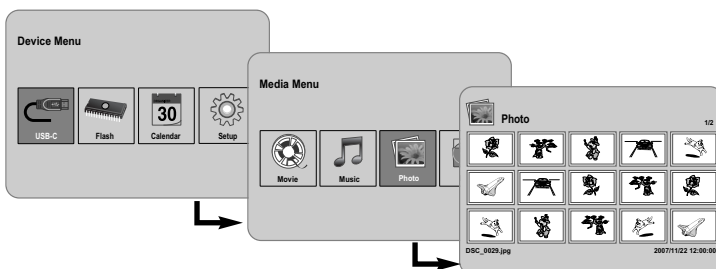 Device Menu
30
USB-C
Flash
Calendar
Setup
Media Menu
Movie
Music
Photo
Photo
1/2
DSC_0029.jpg
2007/11/22 12:00:00